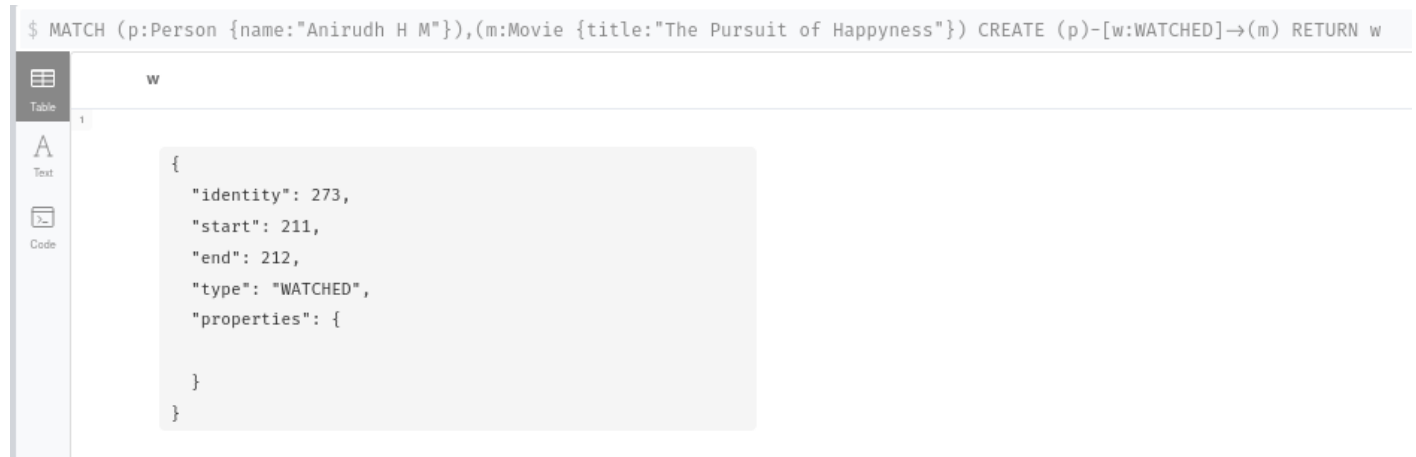 $ MATCH (p:Person {name:"Anirudh H M"}),(m:Movie {title:"The Pursuit of Happyness"}) CREATE (p)-[w:WATCHED]->(m) RETURN w
w
Table
1
A
Text
>_
Code
{
"identity": 273,
"start": 211,
"end": 212,
"type": "WATCHED",
"properties": {
}
}